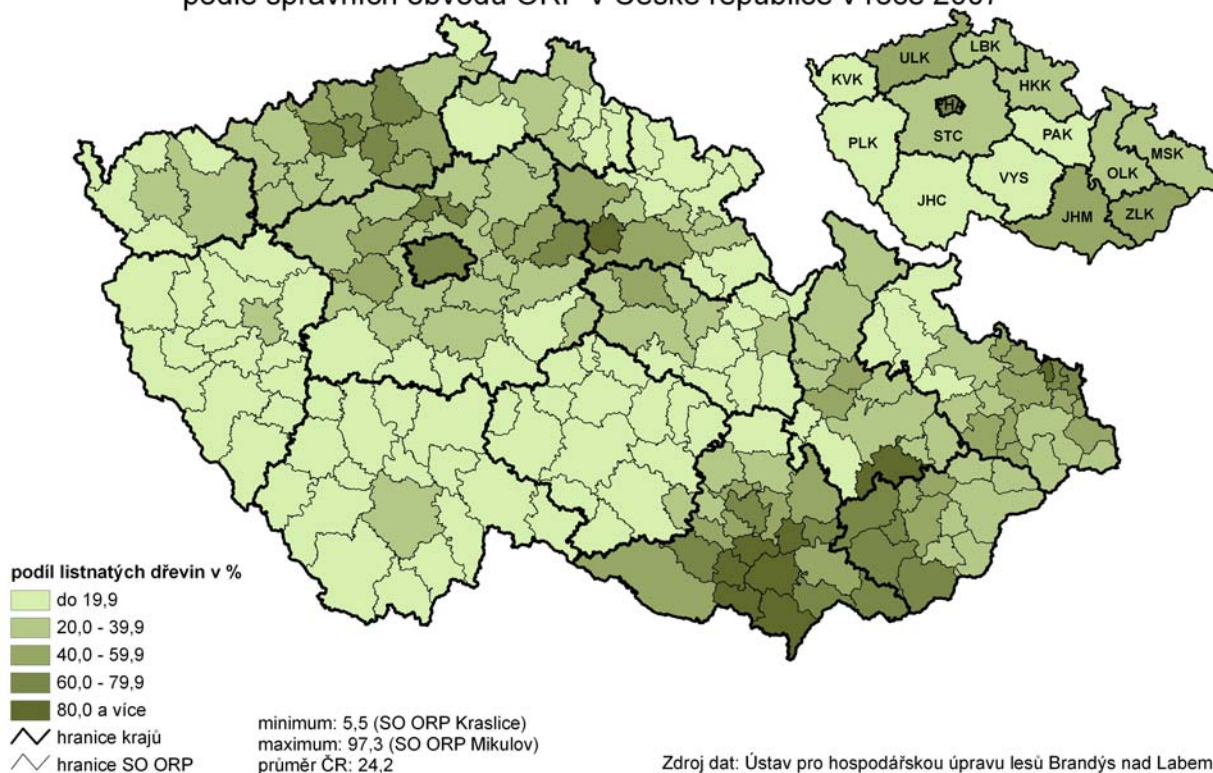 podle správních obvodů ORP v České republice v roce 2007
KVK
ULK
LBK
HKK
PHA
STC
PLK
PAK
MSK
OLK
VYS
JHC
JHM
ZLK
podíl listnatých dřevin v %
do 19,9
20,0 - 39,9
40,0 - 59,9
60,0 - 79,9
80,0 a více
hranice krajů
hranice SO ORP
minimum: 5,5 (SO ORP Kraslice)
maximum: 97,3 (SO ORP Mikulov)
průměr ČR: 24,2
Zdroj dat: Ústav pro hospodářskou úpravu lesů Brandýs nad Labem